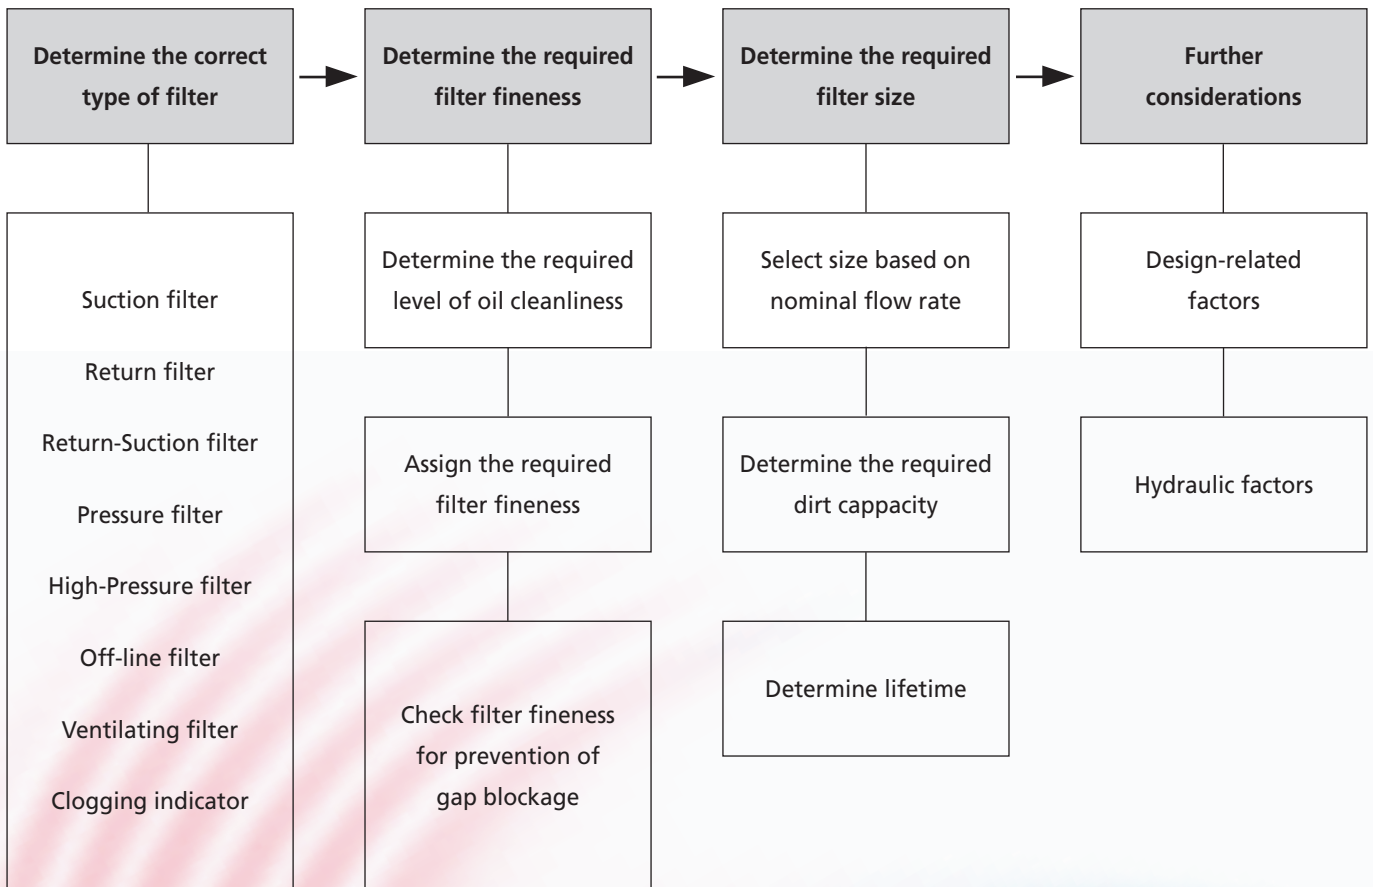 Determine the correct
type of filter
Determine the required
filter fineness
Determine the required
filter size
Further
considerations
Suction filter
Return filter
Return-Suction filter
Pressure filter
High-Pressure filter
Off-line filter
Ventilating filter
Clogging indicator
Determine the required
level of oil cleanliness
Assign the required
filter fineness
Check filter fineness
for prevention of
gap blockage
Select size based on
nominal flow rate
Determine the required
dirt cappacity
Determine lifetime
Design-related
factors
Hydraulic factors